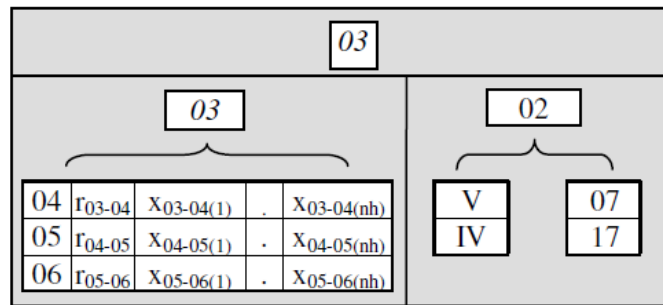 03
03 02
04 r03-04 x03-04(1) . x03-04(nh) V 07
05 r04-05 x04-05(1) . x04-05(nh) IV 17
06 r05-06 x05-06(1) . x05-06(nh)